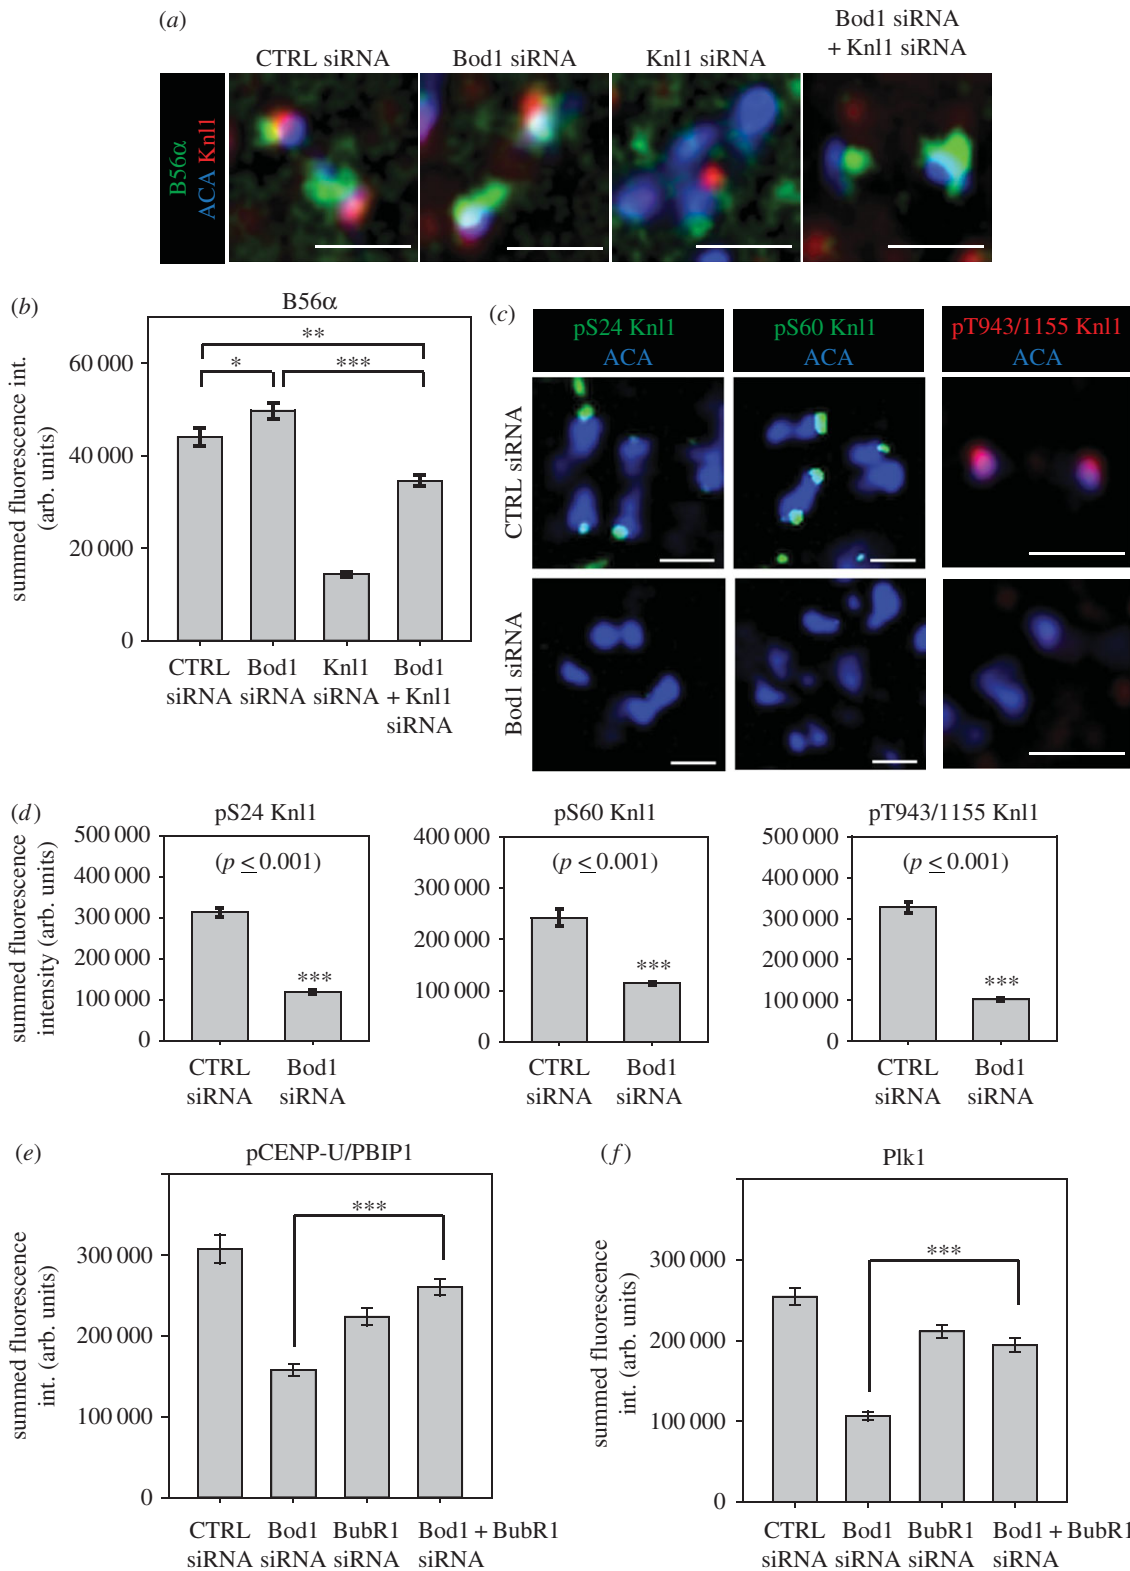 (a)
CTRL siRNA
Bod1 siRNA
Knl1 siRNA
Bod1 siRNA
+ Knl1 siRNA
B56α
ACA Knl1
(b)
B56α
**
*
***
summed fluorescence int.
(arb. units)
60 000
40 000
20 000
0
CTRL
siRNA
Bod1
siRNA
Knl1
siRNA
Bod1
+ Knl1
siRNA
(c)
pS24 Knl1
ACA
pS60 Knl1
ACA
pT943/1155 Knl1
ACA
CTRL siRNA
Bod1 siRNA
(d)
pS24 Knl1
summed fluorescence
intensity (arb. units)
500 000
400 000
300 000
200 000
100 000
0
(p ≤ 0.001)
***
CTRL
siRNA
Bod1
siRNA
pS60 Knl1
400 000
300 000
200 000
100 000
0
(p ≤ 0.001)
***
CTRL
siRNA
Bod1
siRNA
pT943/1155 Knl1
500 000
400 000
300 000
200 000
100 000
0
(p ≤ 0.001)
***
CTRL
siRNA
Bod1
siRNA
(e)
pCENP-U/PBIP1
***
summed fluorescence
int. (arb. units)
300 000
200 000
100 000
0
CTRL
siRNA
Bod1
siRNA
BubR1
siRNA
Bod1 + BubR1
siRNA
(f)
Plk1
***
summed fluorescence
int. (arb. units)
300 000
200 000
100 000
0
CTRL
siRNA
Bod1
siRNA
BubR1
siRNA
Bod1 + BubR1
siRNA